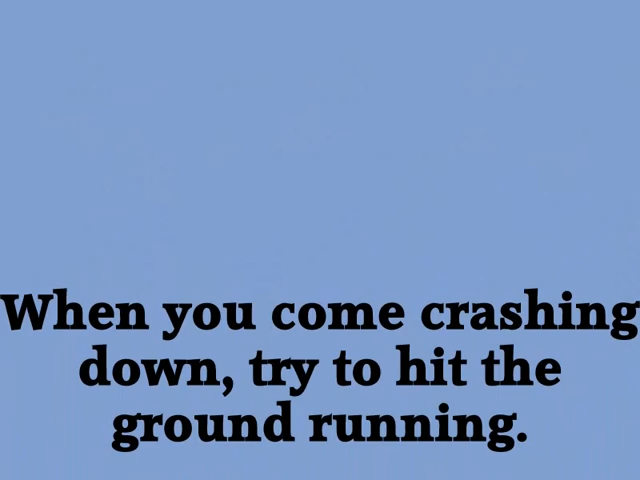 When you come crashing
down, try to hit the
ground running.